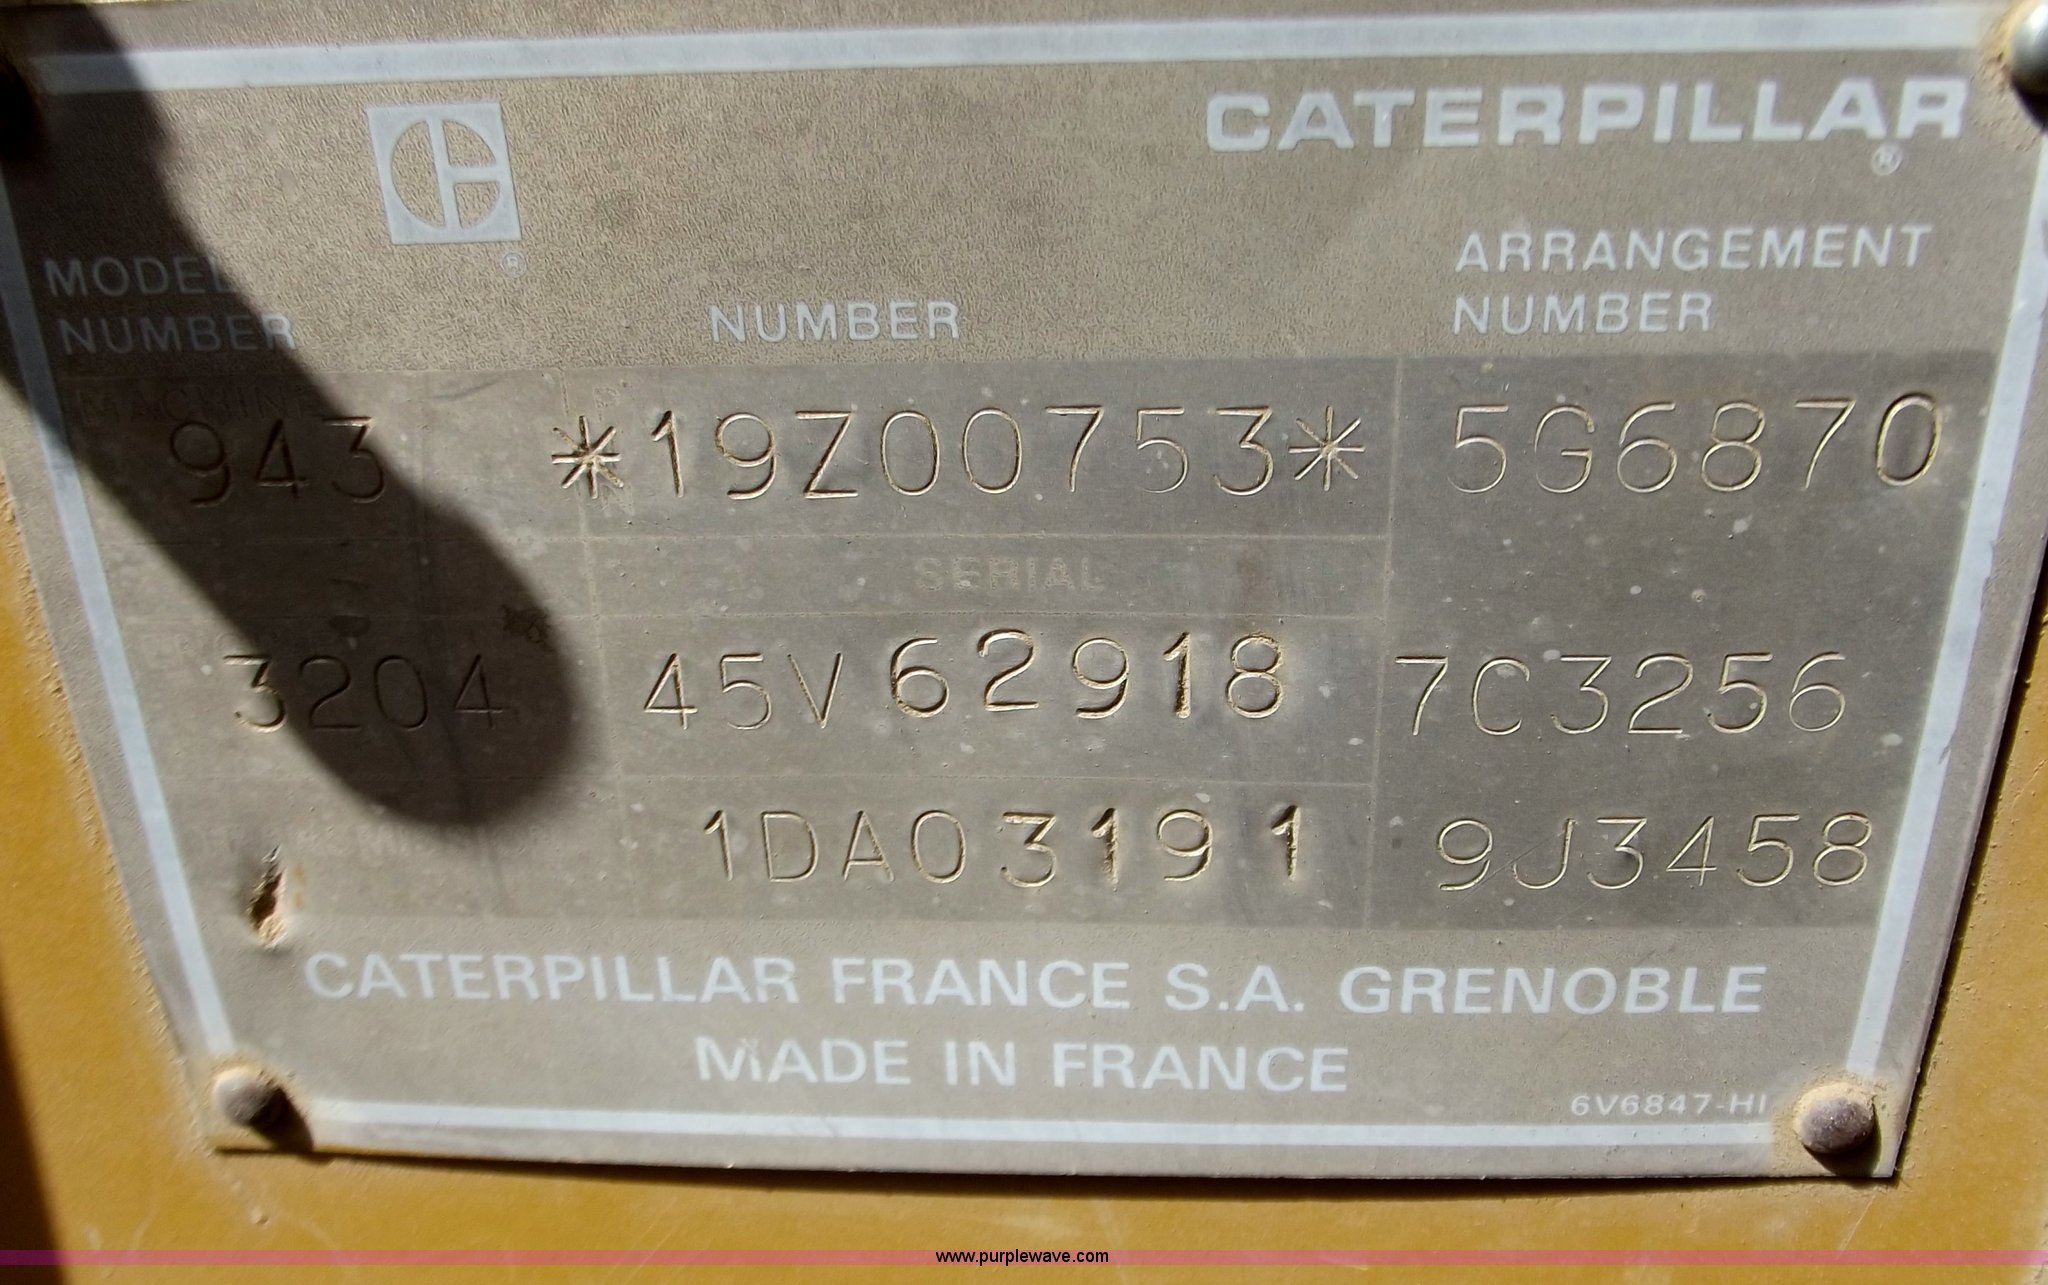 CATERPILLAR
®
®
MODEL ARRANGEMENT
NUMBER NUMBER NUMBER
MACHINE
943 *19Z00753* 5G6870
SERIAL
3204 45V62918 7C3256
1DA03191 9J3458
CATERPILLAR FRANCE S.A. GRENOBLE
MADE IN FRANCE
6V6847-HI
www.purplewave.com